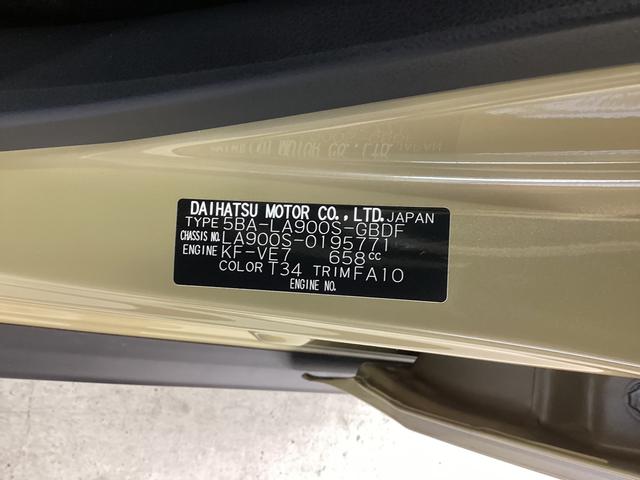 DAIHATSU MOTOR CO.,LTD. JAPAN
TYPE 5BA-LA900S-GBDF
CHASSIS NO. LA900S-0195771
ENGINE KF-VE7 658cc
COLOR T34 TRIM FA10
ENGINE NO.